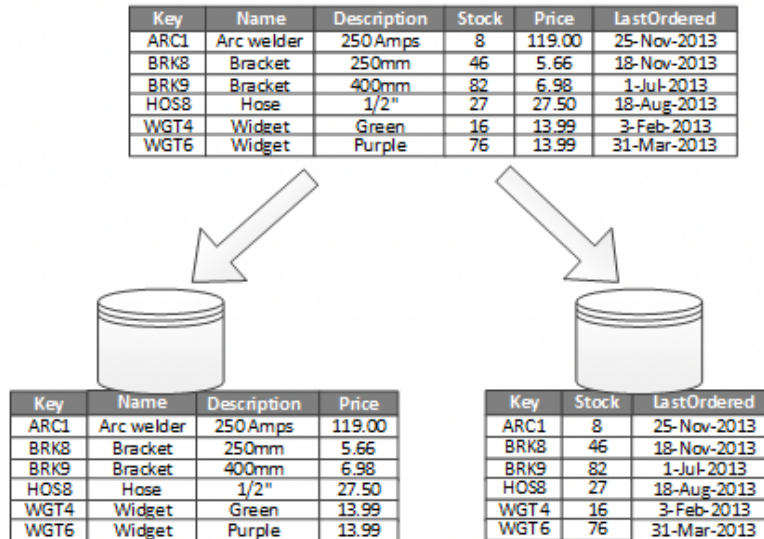 Key Name Description Stock Price LastOrdered
ARC1 Arc welder 250 Amps 8 119.00 25-Nov-2013
BRK8 Bracket 250mm 46 5.66 18-Nov-2013
BRK9 Bracket 400mm 82 6.98 1-Jul-2013
HOS8 Hose 1/2" 27 27.50 18-Aug-2013
WGT4 Widget Green 16 13.99 3-Feb-2013
WGT6 Widget Purple 76 13.99 31-Mar-2013
Key Name Description Price
ARC1 Arc welder 250 Amps 119.00
BRK8 Bracket 250mm 5.66
BRK9 Bracket 400mm 6.98
HOS8 Hose 1/2" 27.50
WGT4 Widget Green 13.99
WGT6 Widget Purple 13.99
Key Stock LastOrdered
ARC1 8 25-Nov-2013
BRK8 46 18-Nov-2013
BRK9 82 1-Jul-2013
HOS8 27 18-Aug-2013
WGT4 16 3-Feb-2013
WGT6 76 31-Mar-2013